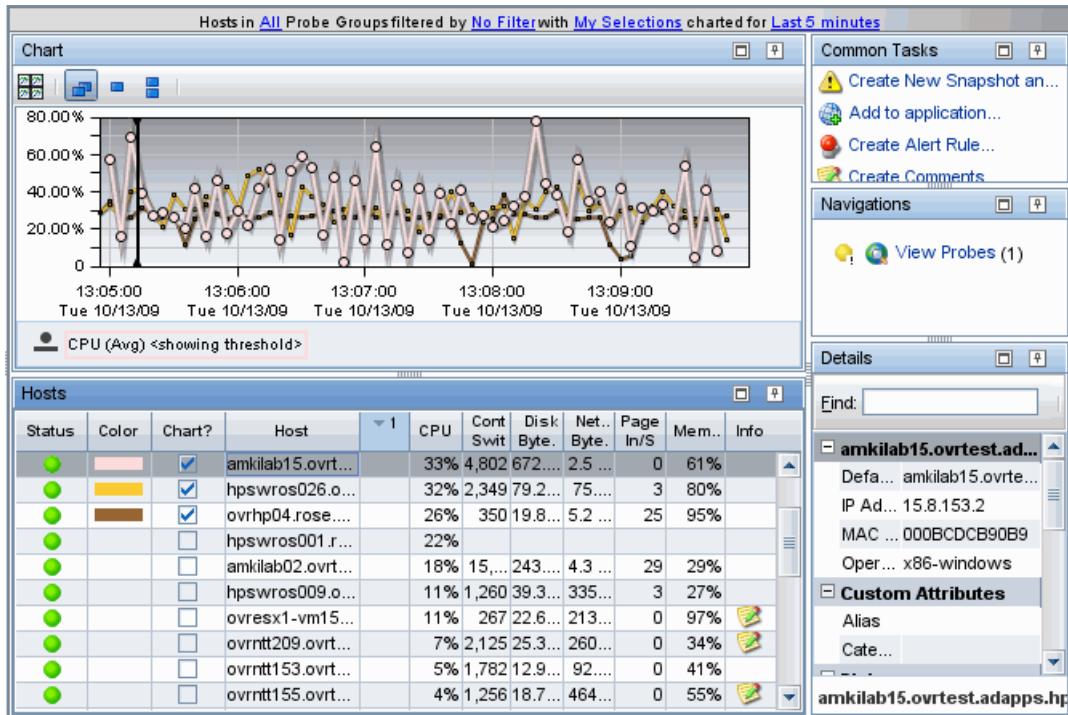 Hosts in All Probe Groups filtered by No Filter with My Selections charted for Last 5 minutes
Chart
80.00%
60.00%
40.00%
20.00%
0
13:05:00 13:06:00 13:07:00 13:08:00 13:09:00
Tue 10/13/09 Tue 10/13/09 Tue 10/13/09 Tue 10/13/09 Tue 10/13/09
CPU (Avg) <showing threshold>
Common Tasks
Create New Snapshot an...
Add to application...
Create Alert Rule...
Create Comments
Navigations
View Probes (1)
Hosts
Status Color Chart? Host 1 CPU Cont Swit Disk Byte. Net.. Byte. Page In/S Mem... Info
amkilab15.ovrt... 33% 4,802 672.... 2.5 ... 0 61%
hpswros026.o... 32% 2,349 79.2... 75.... 3 80%
ovrhp04.rose.... 26% 350 19.8... 5.2 ... 25 95%
hpswros001.r... 22%
amkilab02.ovrt... 18% 15,... 243.... 4.3 ... 29 29%
hpswros009.o... 11% 1,260 39.3... 335... 3 27%
ovresx1-vm15... 11% 267 22.6... 213... 0 97%
ovrntt209.ovrt... 7% 2,125 25.3... 260... 0 34%
ovrntt153.ovrt... 5% 1,782 12.9... 92.... 0 41%
ovrntt155.ovrt... 4% 1,256 18.7... 464... 0 55%
Details
Find:
amkilab15.ovrtest.ad...
Defa... amkilab15.ovrte...
IP Ad... 15.8.153.2
MAC ... 000BCDCB90B9
Oper... x86-windows
Custom Attributes
Alias
Cate...
amkilab15.ovrtest.adapps.hp